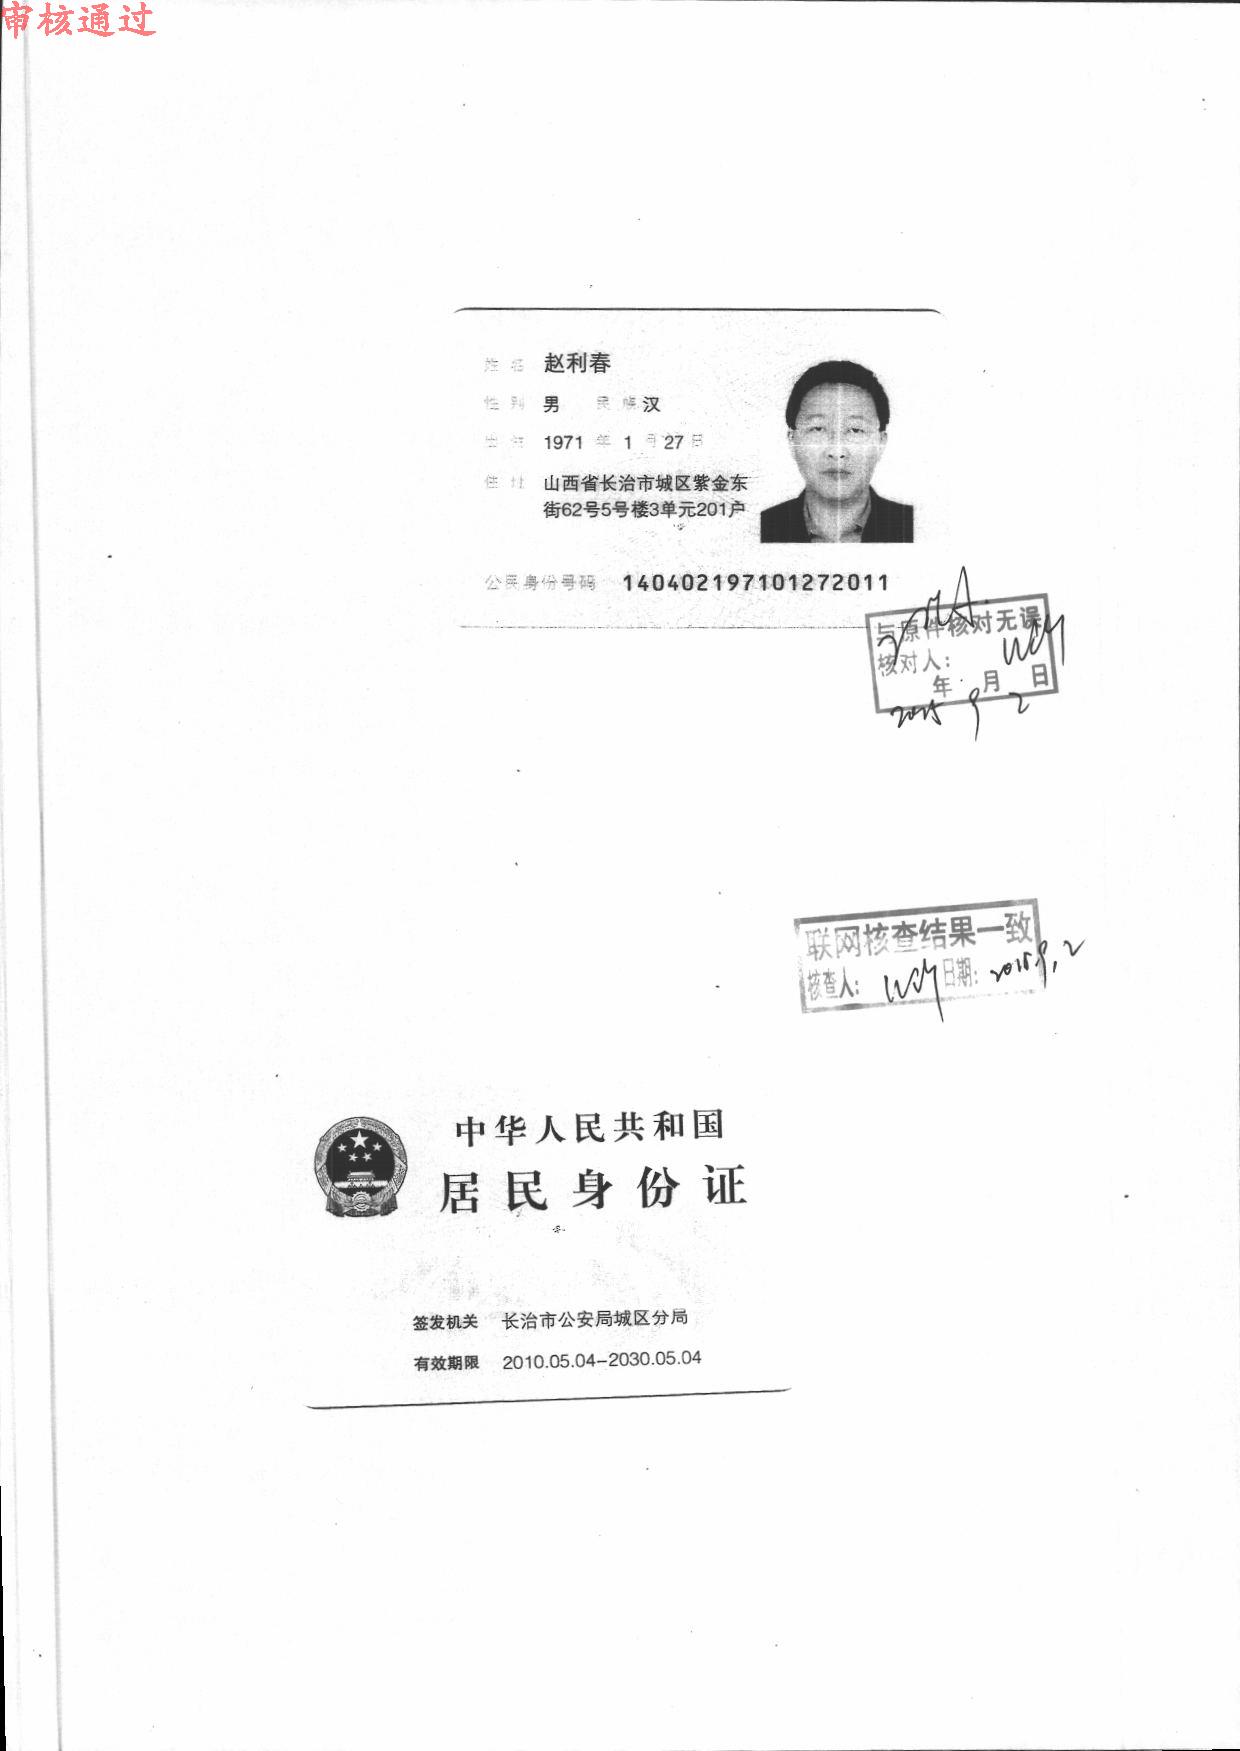 审核通过
姓名 赵利春
性别 男 民族 汉
出生 1971 年 1 月 27 日
住址 山西省长治市城区紫金东
街62号5号楼3单元201户
公民身份号码 140402197101272011
与原件核对无误
核对人:
年 月 日
2015 9 2
联网核查结果一致
核查人: 日期: 2015.9.2
中华人民共和国
居民身份证
签发机关 长治市公安局城区分局
有效期限 2010.05.04-2030.05.04